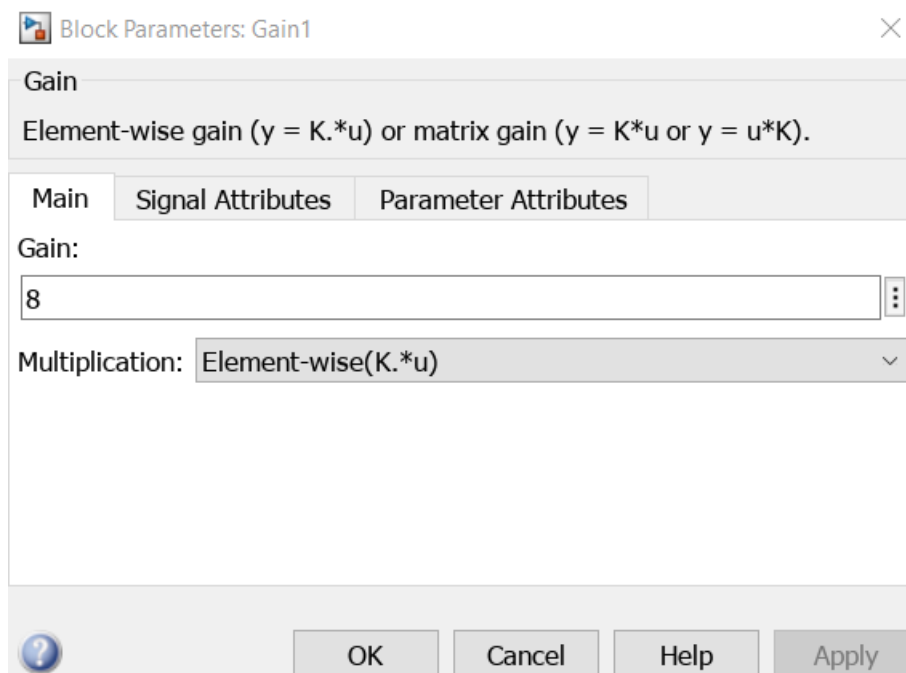 Block Parameters: Gain1
Gain
Element-wise gain (y = K.*u) or matrix gain (y = K*u or y = u*K).
Main Signal Attributes Parameter Attributes
Gain:
8
Multiplication: Element-wise(K.*u)
? OK Cancel Help Apply